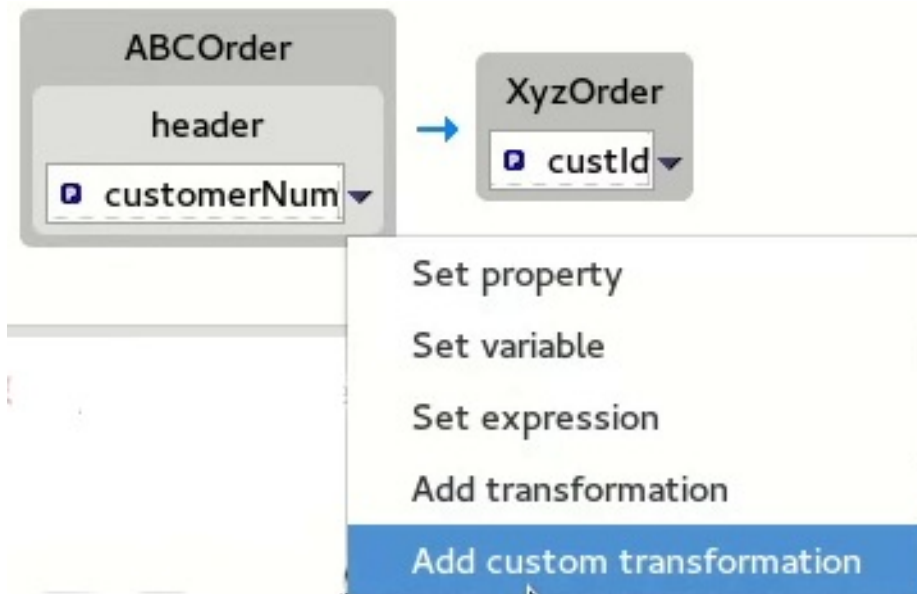 ABCOrder
header
customerNum
XyzOrder
custId
Set property
Set variable
Set expression
Add transformation
Add custom transformation